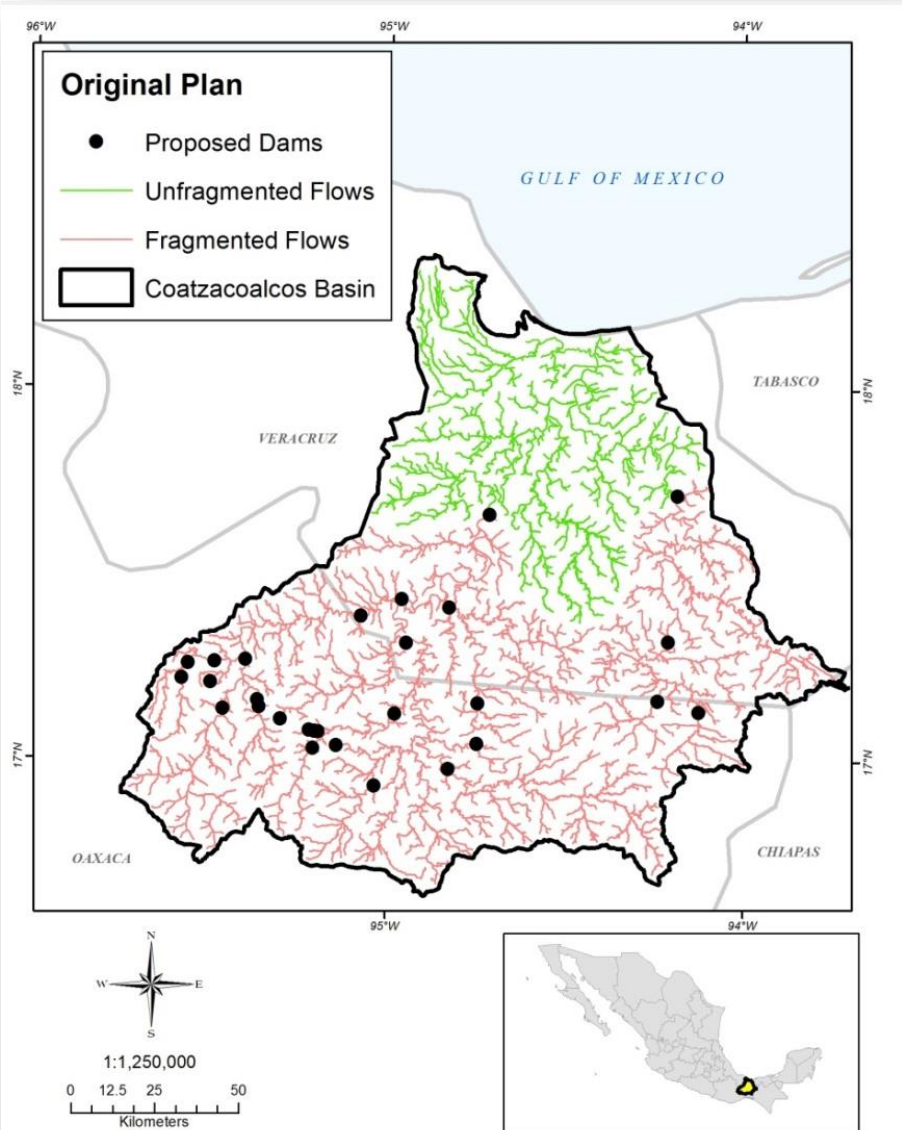 96°W
95°W
94°W
Original Plan
Proposed Dams
Unfragmented Flows
Fragmented Flows
Coatzacoalcos Basin
GULF OF MEXICO
18°N
TABASCO
18°N
VERACRUZ
17°N
17°N
OAXACA
CHIAPAS
95°W
94°W
N
W
E
S
1:1,250,000
0 12.5 25 50
Kilometers